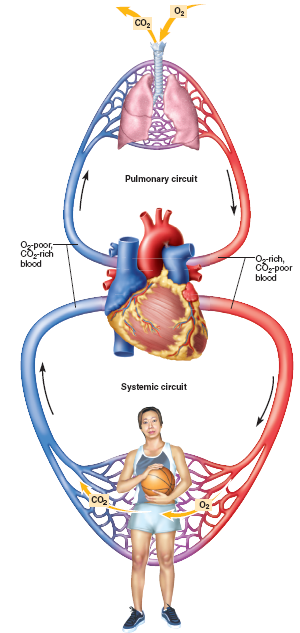 O2
CO2
Pulmonary circuit
O2-poor,
CO2-rich
blood
O2-rich,
CO2-poor
blood
Systemic circuit
CO2
O2